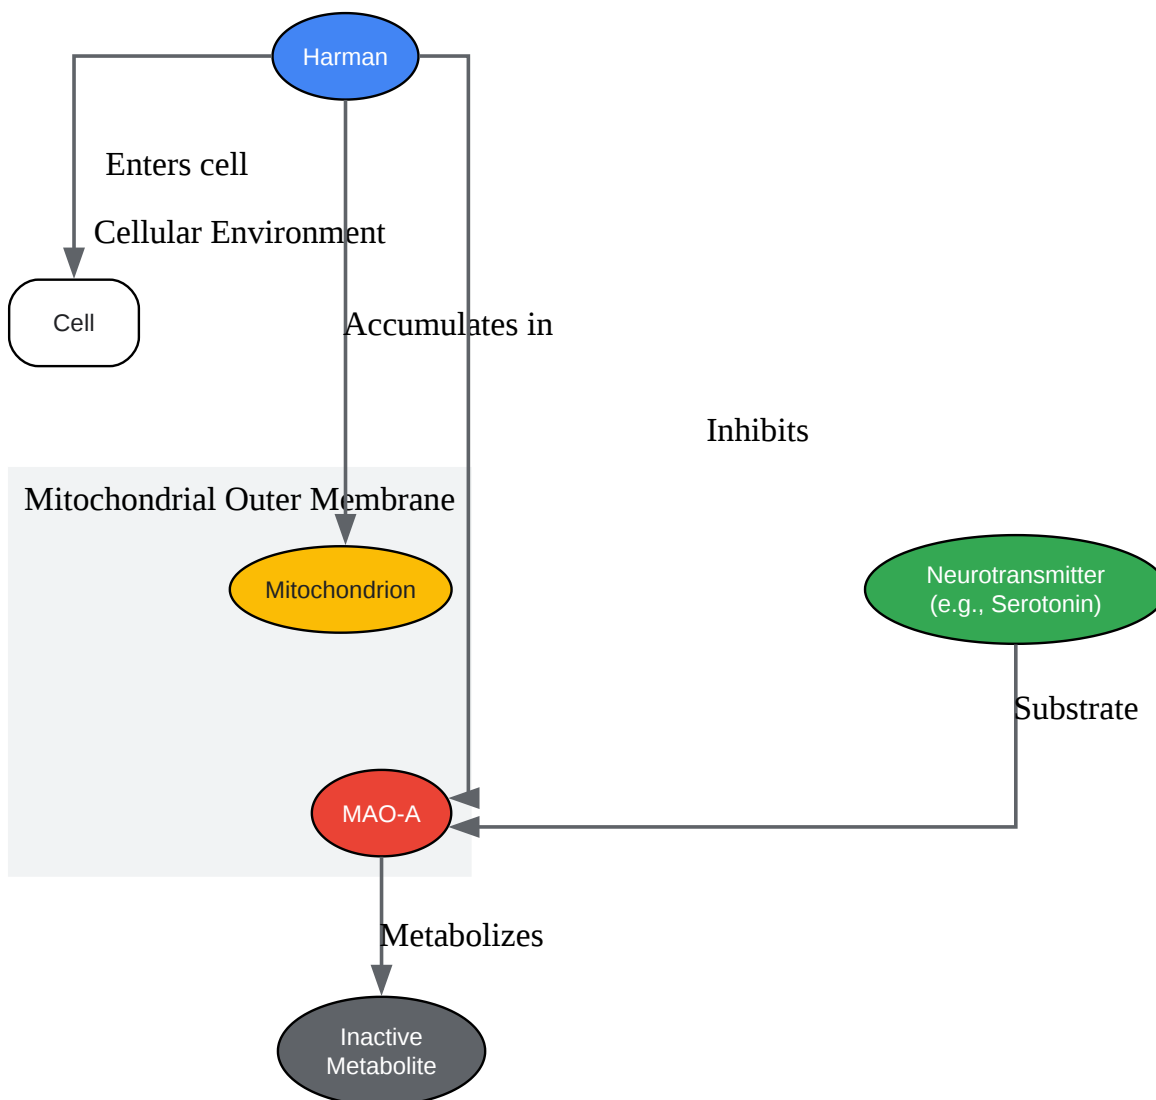 Harman
Enters cell
Cellular Environment
Cell
Accumulates in
Inhibits
Mitochondrial Outer Membrane
Mitochondrion
Neurotransmitter
(e.g., Serotonin)
Substrate
MAO-A
Metabolizes
Inactive
Metabolite